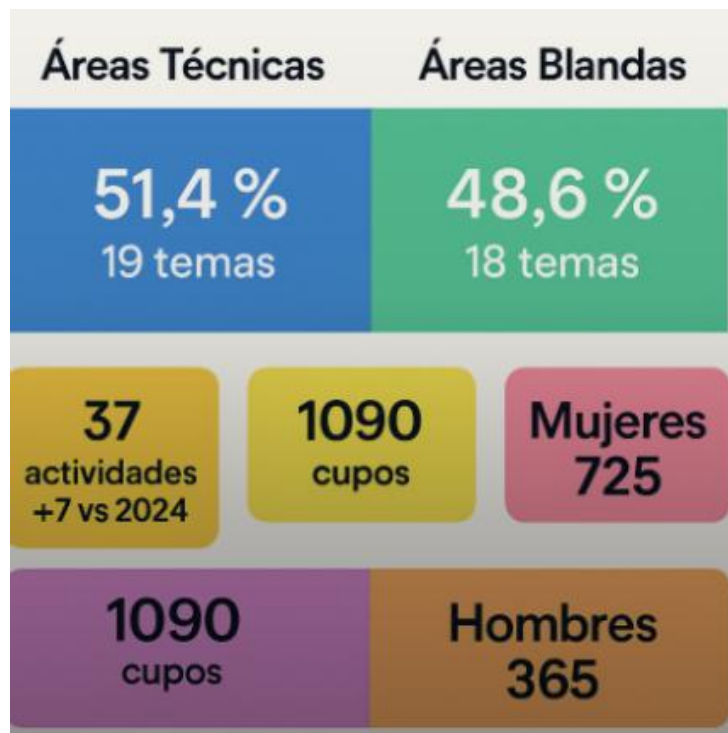 Áreas Técnicas
Áreas Blandas
51,4 %
19 temas
48,6 %
18 temas
37
actividades
+7 vs 2024
1090
cupos
Mujeres
725
1090
cupos
Hombres
365